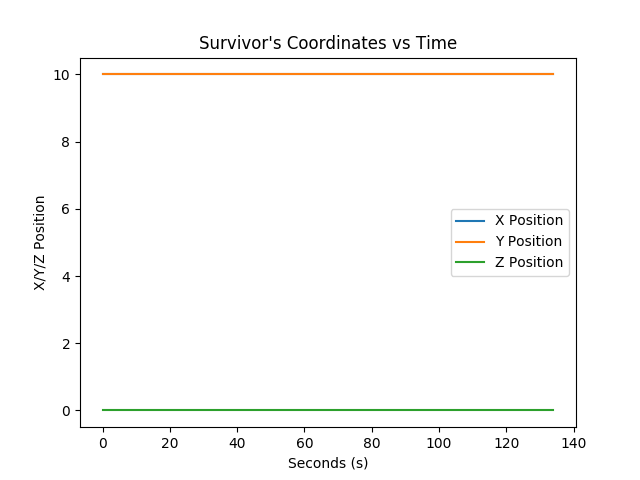 Survivor's Coordinates vs Time
X/Y/Z Position
10
8
6
4
2
0
X Position
Y Position
Z Position
0 20 40 60 80 100 120 140
Seconds (s)